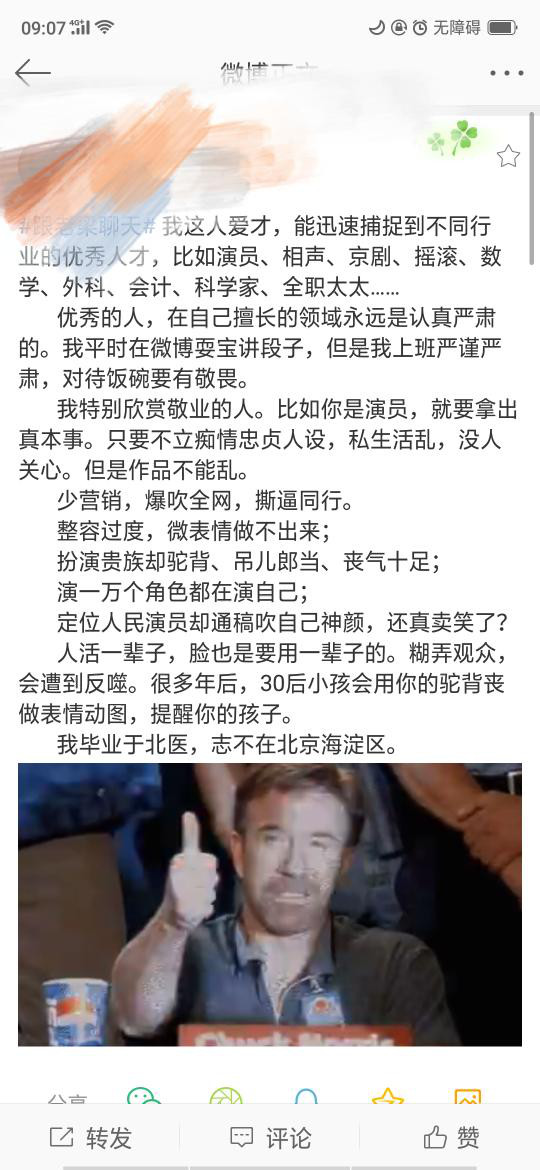 09:07 4G+ 无障碍
微博正文
#跟老梁聊天# 我这人爱才，能迅速捕捉到不同行
业的优秀人才，比如演员、相声、京剧、摇滚、数
学、外科、会计、科学家、全职太太......
优秀的人，在自己擅长的领域永远是认真严肃
的。我平时在微博耍宝讲段子，但是我上班严谨严
肃，对待饭碗要有敬畏。
我特别欣赏敬业的人。比如你是演员，就要拿出
真本事。只要不立痴情忠贞人设，私生活乱，没人
关心。但是作品不能乱。
少营销，爆吹全网，撕逼同行。
整容过度，微表情做不出来；
扮演贵族却驼背、吊儿郎当、丧气十足；
演一万个角色都在演自己；
定位人民演员却通稿吹自己神颜，还真卖笑了？
人活一辈子，脸也是要用一辈子的。糊弄观众，
会遭到反噬。很多年后，30后小孩会用你的驼背丧
做表情动图，提醒你的孩子。
我毕业于北医，志不在北京海淀区。
Chuck Norris
分享
转发 评论 赞